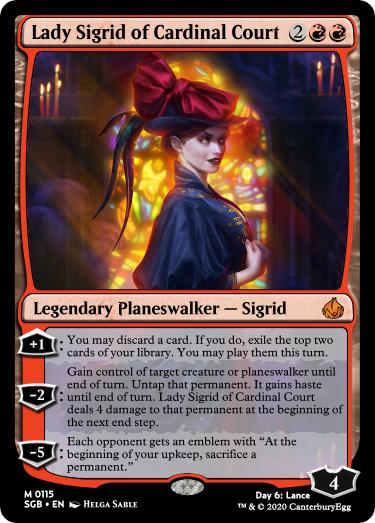 Lady Sigrid of Cardinal Court 2
Legendary Planeswalker — Sigrid
+1: You may discard a card. If you do, exile the top two
cards of your library. You may play them this turn.
Gain control of target creature or planeswalker until
end of turn. Untap that permanent. It gains haste
-2: until end of turn. Lady Sigrid of Cardinal Court
deals 4 damage to that permanent at the beginning of
the next end step.
Each opponent gets an emblem with “At the
-5: beginning of your upkeep, sacrifice a
permanent.”
4
M 0115
SGB • EN Helga Sable
Day 6: Lance
™ & © 2020 CanterburyEgg